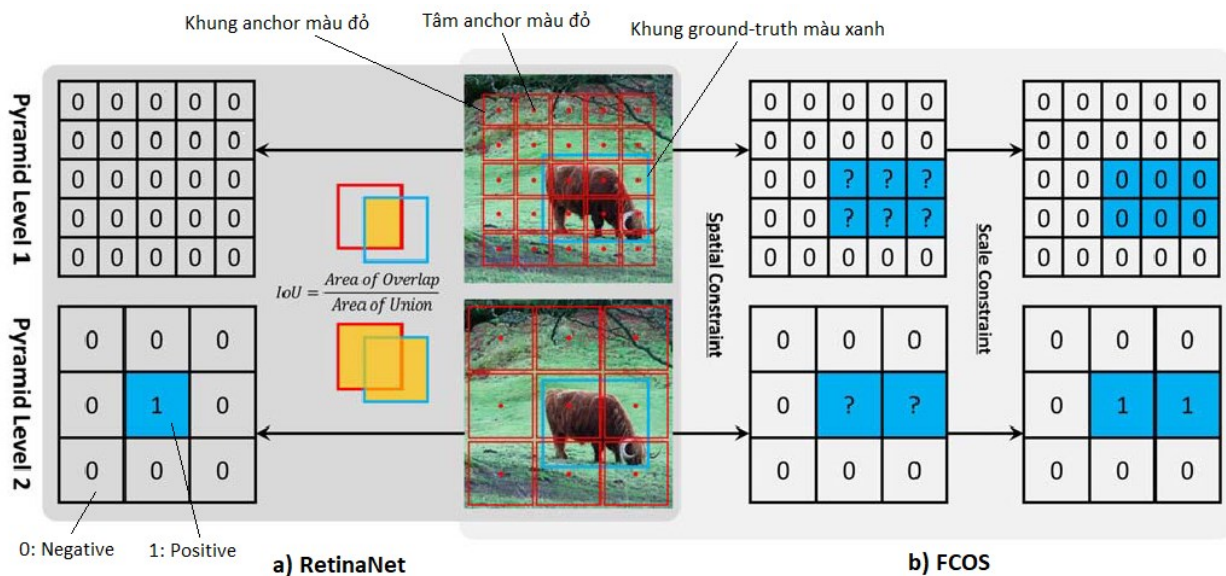 Khung anchor màu đỏ
Tâm anchor màu đỏ
Khung ground-truth màu xanh
Pyramid Level 1
0 0 0 0 0
0 0 0 0 0
0 0 0 0 0
0 0 0 0 0
0 0 0 0 0
IoU = Area of Overlap / Area of Union
Spatial Constraint
0 0 0 0 0
0 0 0 0 0
0 0 ? ? ?
0 0 ? ? ?
0 0 0 0 0
Scale Constraint
0 0 0 0 0
0 0 0 0 0
0 0 0 0 0
0 0 0 0 0
0 0 0 0 0
Pyramid Level 2
0 0 0
0 1 0
0 0 0
0 0 0
0 ? ?
0 0 0
0 0 0
0 1 1
0 0 0
0: Negative
1: Positive
a) RetinaNet
b) FCOS